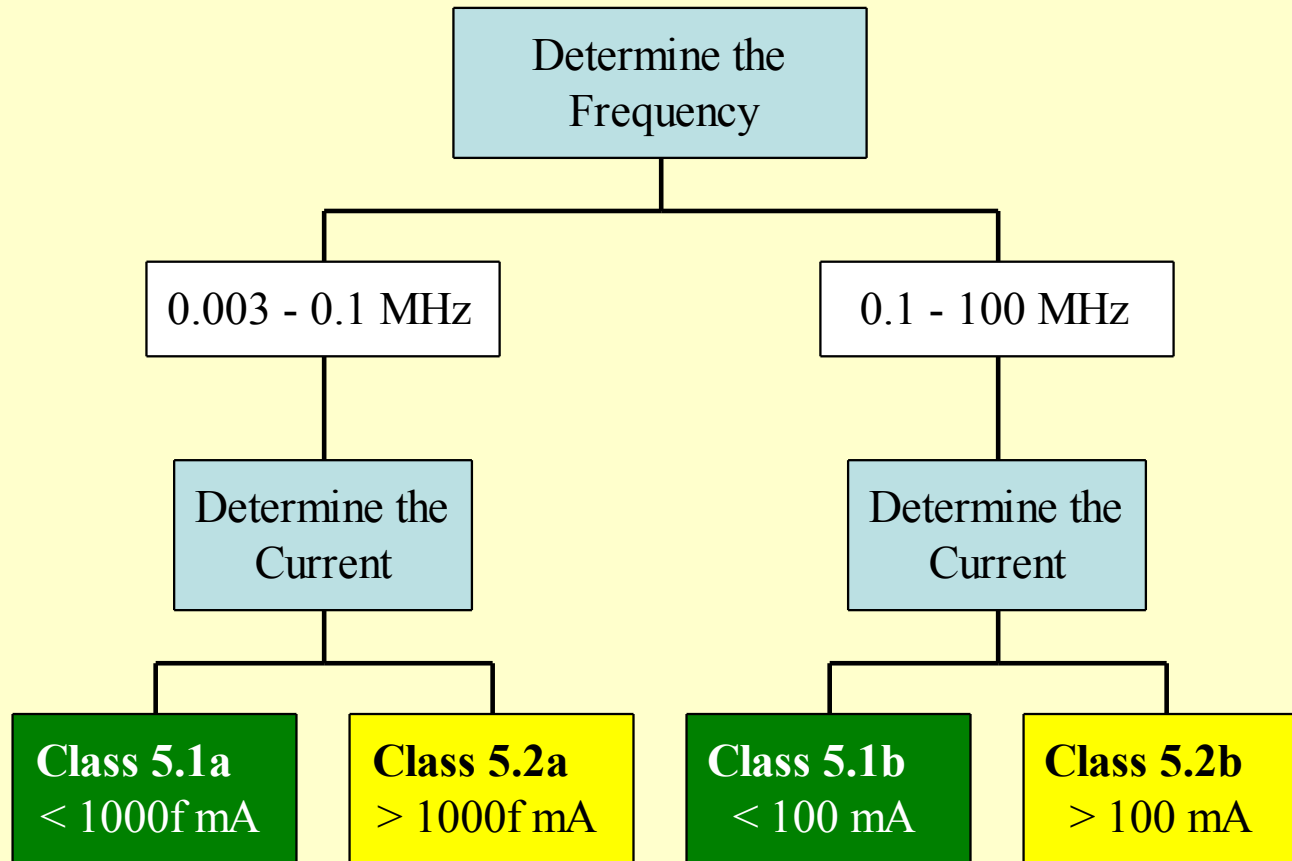 Determine the
Frequency
0.003 - 0.1 MHz
0.1 - 100 MHz
Determine the
Current
Determine the
Current
Class 5.1a
< 1000f mA
Class 5.2a
> 1000f mA
Class 5.1b
< 100 mA
Class 5.2b
> 100 mA